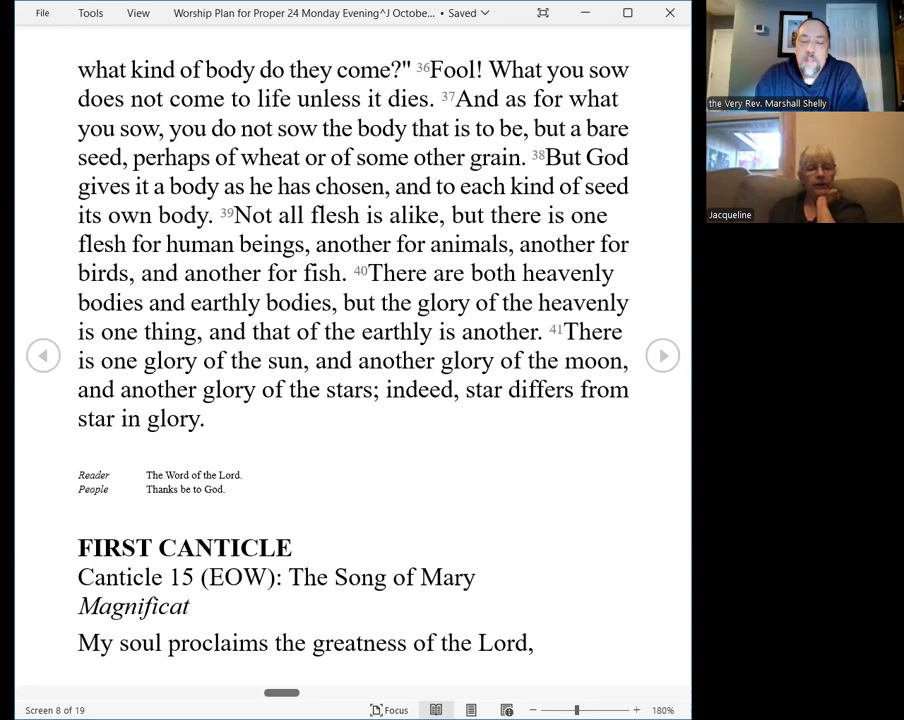 File Tools View Worship Plan for Proper 24 Monday Evening^J Octobe... • Saved
what kind of body do they come?" 36Fool! What you sow
does not come to life unless it dies. 37And as for what
you sow, you do not sow the body that is to be, but a bare
seed, perhaps of wheat or of some other grain. 38But God
gives it a body as he has chosen, and to each kind of seed
its own body. 39Not all flesh is alike, but there is one
flesh for human beings, another for animals, another for
birds, and another for fish. 40There are both heavenly
bodies and earthly bodies, but the glory of the heavenly
is one thing, and that of the earthly is another. 41There
is one glory of the sun, and another glory of the moon,
and another glory of the stars; indeed, star differs from
star in glory.
Reader The Word of the Lord.
People Thanks be to God.
FIRST CANTICLE
Canticle 15 (EOW): The Song of Mary
Magnificat
My soul proclaims the greatness of the Lord,
Screen 8 of 19 Focus 180%
the Very Rev. Marshall Shelly
Jacqueline